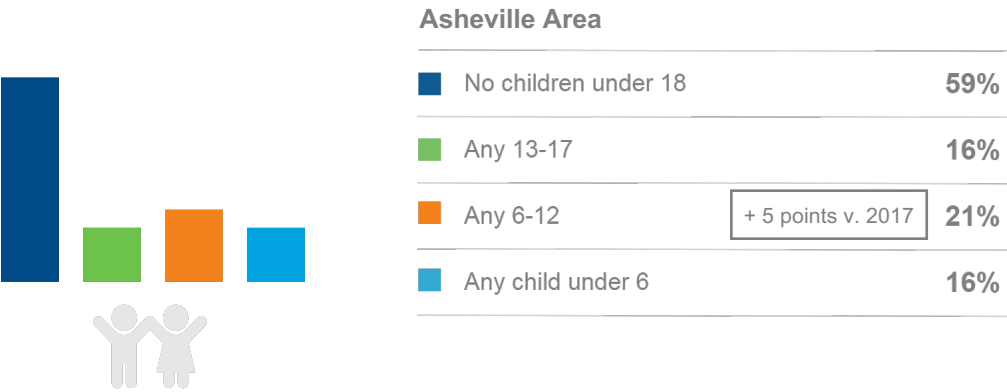 Asheville Area
No children under 18 59%
Any 13-17 16%
Any 6-12 + 5 points v. 2017 21%
Any child under 6 16%